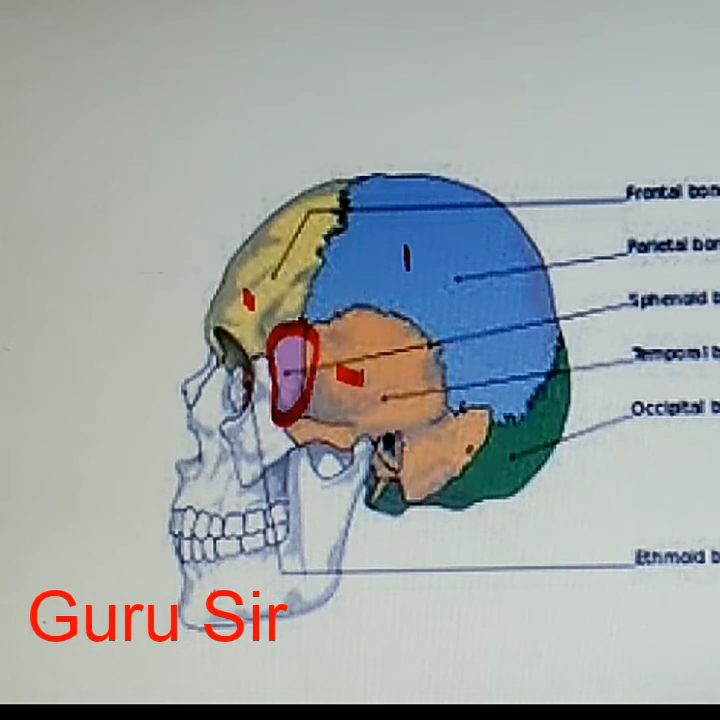 Frontal bon
Parietal bon
Sphenoid b
Temporal b
Occipital b
Ethmoid b
Guru Sir